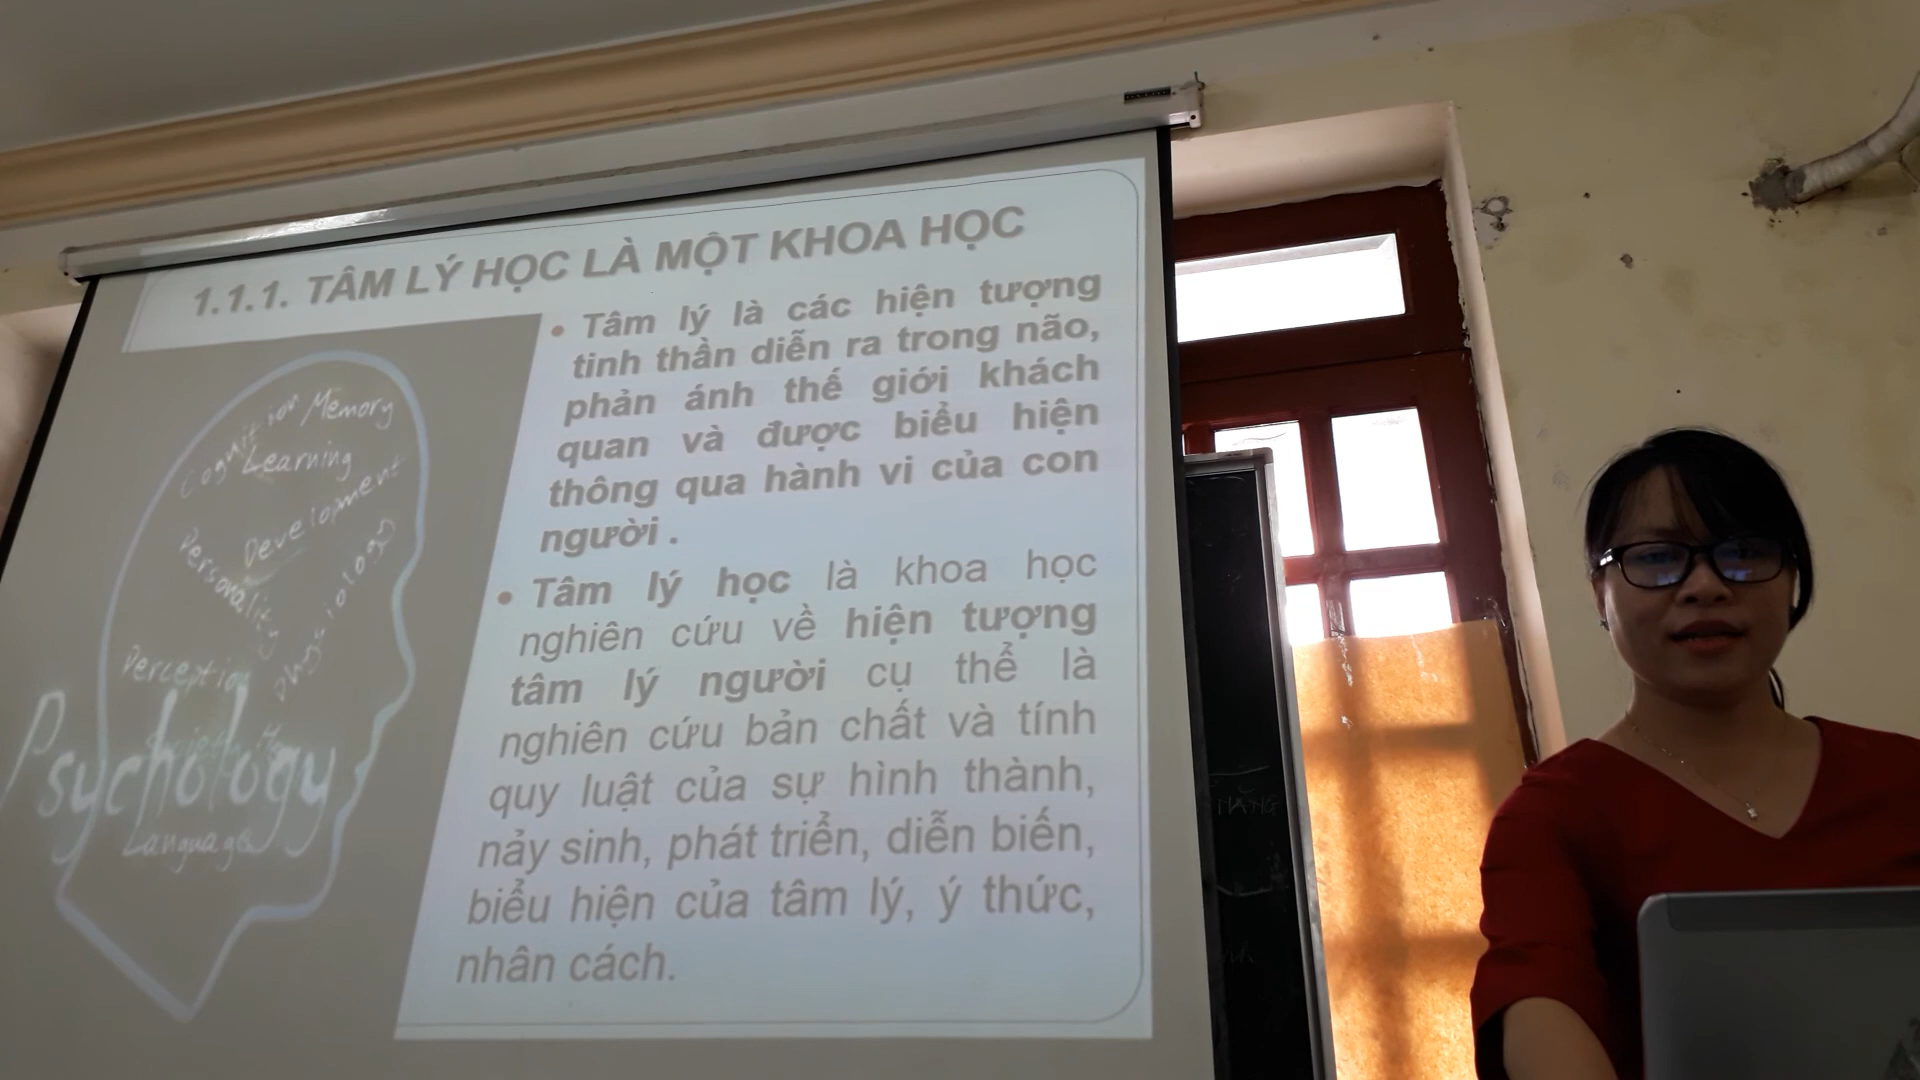 1.1.1. TÂM LÝ HỌC LÀ MỘT KHOA HỌC
Tâm lý là các hiện tượng
tinh thần diễn ra trong não,
phản ánh thế giới khách
quan và được biểu hiện
thông qua hành vi của con
người .
Tâm lý học là khoa học
nghiên cứu về hiện tượng
tâm lý người cụ thể là
nghiên cứu bản chất và tính
quy luật của sự hình thành,
nảy sinh, phát triển, diễn biến,
biểu hiện của tâm lý, ý thức,
nhân cách.
Cognition
Memory
Learning
Development
Personality
Physiology
Perception
Psychology
Language